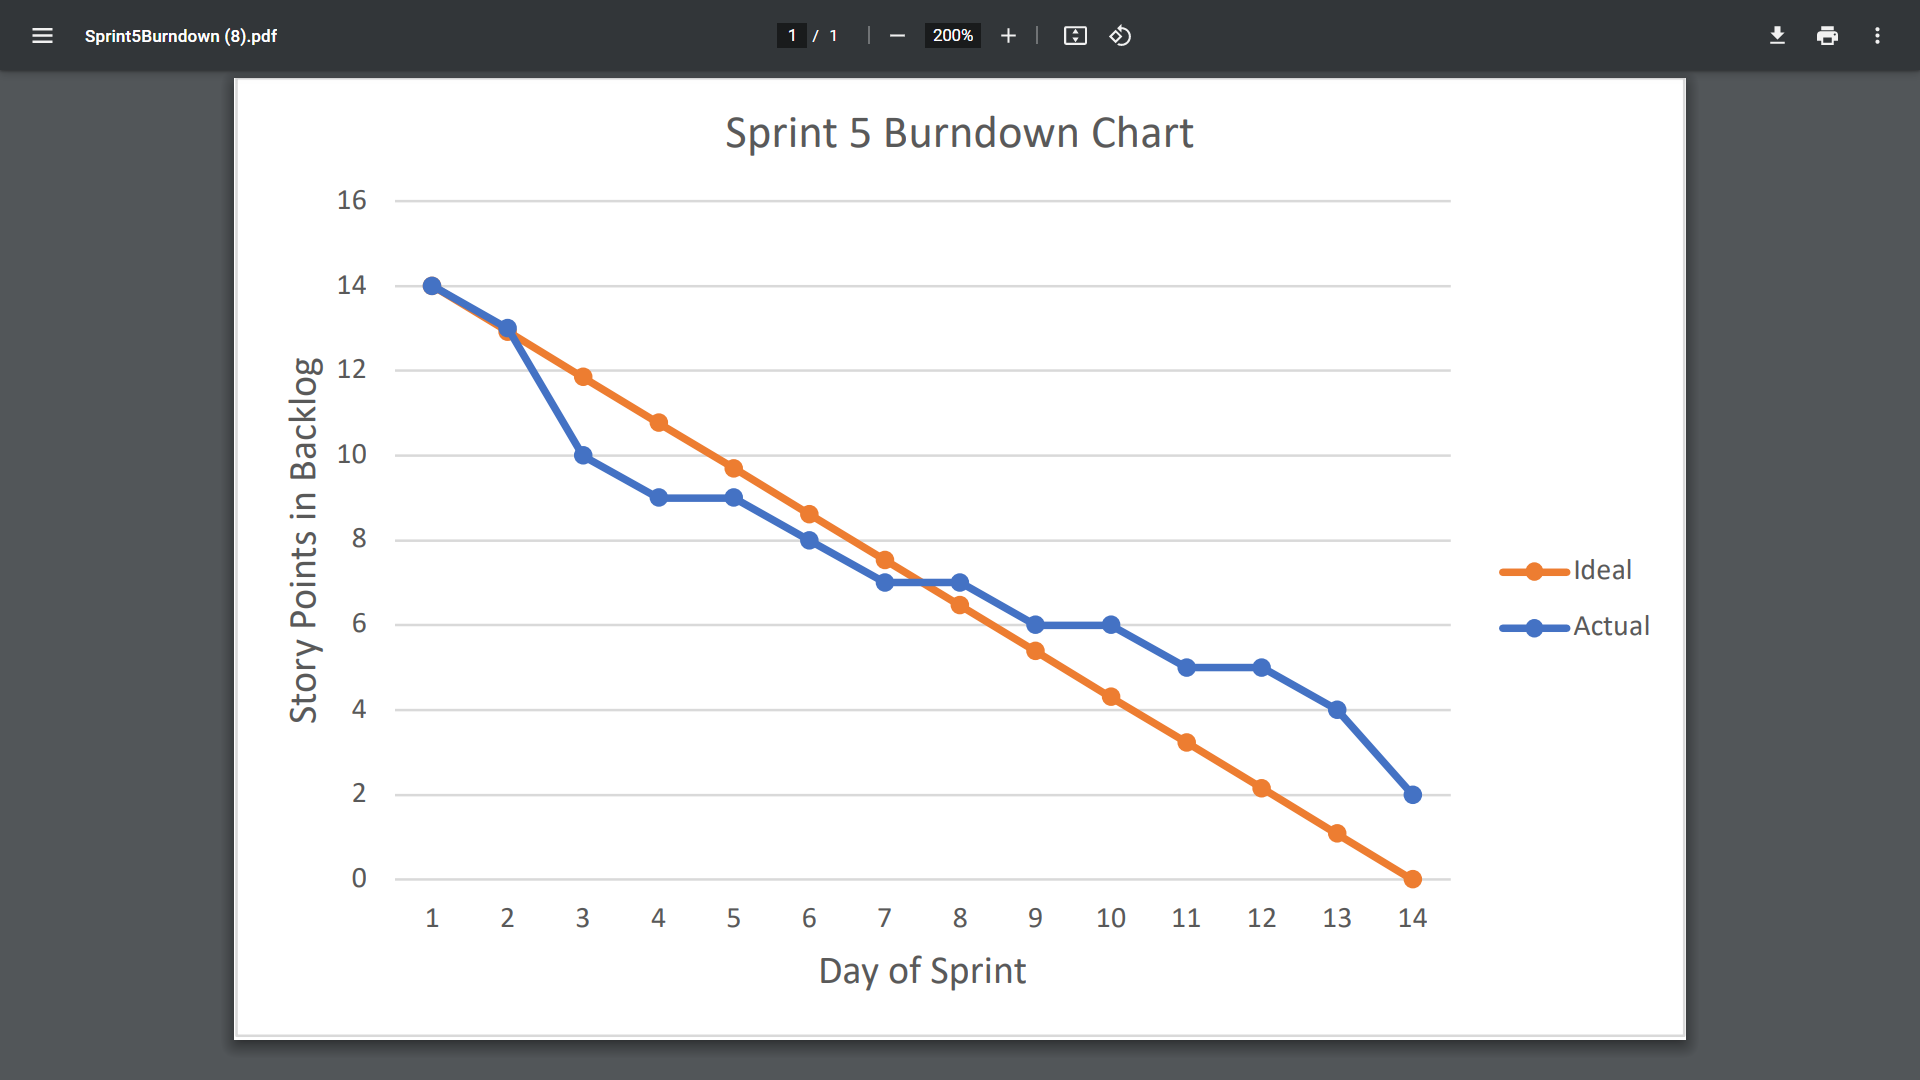 Sprint5Burndown (8).pdf
1 / 1
200%
Sprint 5 Burndown Chart
16
14
12
10
8
6
4
2
0
Story Points in Backlog
1 2 3 4 5 6 7 8 9 10 11 12 13 14
Day of Sprint
Ideal
Actual